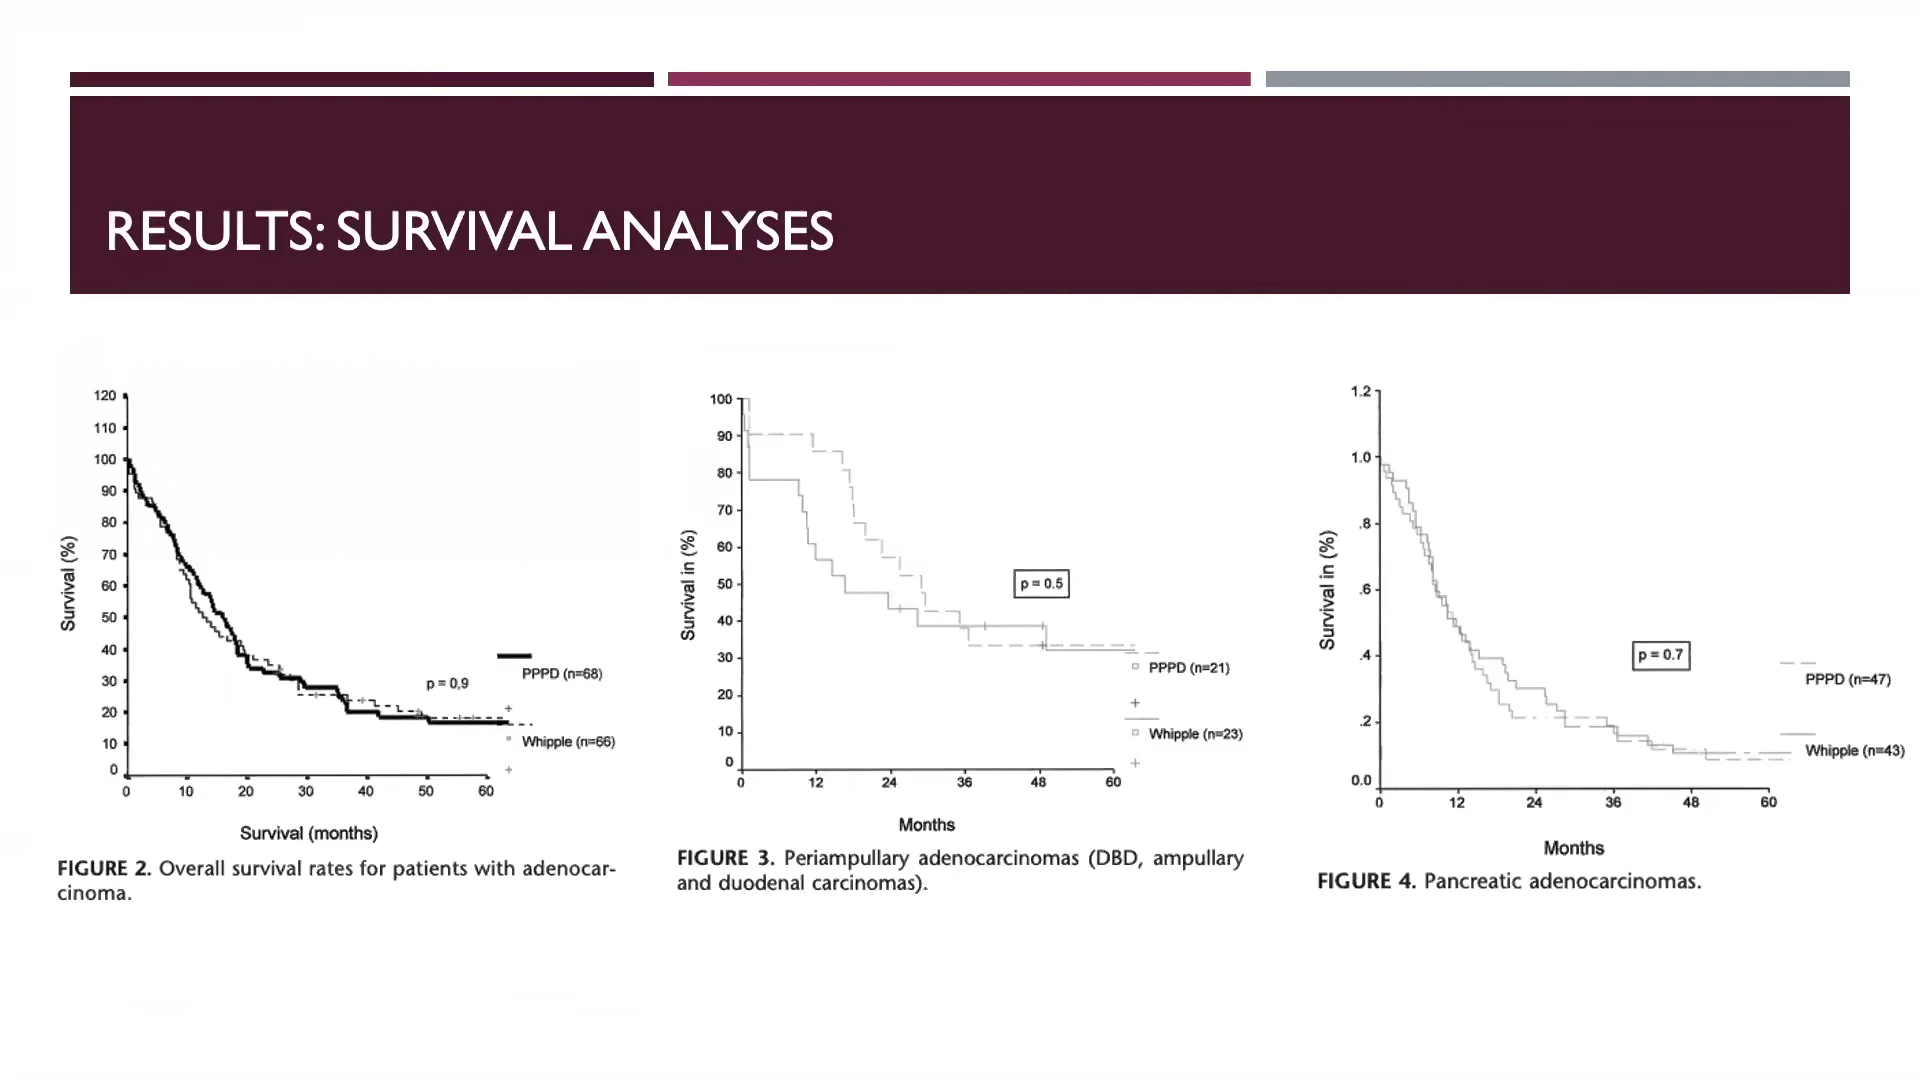 RESULTS: SURVIVAL ANALYSES
120
110
100
90
80
70
60
50
40
30
20
10
0
Survival (%)
0 10 20 30 40 50 60
Survival (months)
p = 0,9
PPPD (n=68)
Whipple (n=66)
FIGURE 2. Overall survival rates for patients with adenocar-
cinoma.
100
90
80
70
60
50
40
30
20
10
0
Survival in (%)
0 12 24 36 48 60
Months
p = 0.5
PPPD (n=21)
Whipple (n=23)
FIGURE 3. Periampullary adenocarcinomas (DBD, ampullary
and duodenal carcinomas).
1.2
1.0
.8
.6
.4
.2
0.0
Survival in (%)
0 12 24 36 48 60
Months
p = 0.7
PPPD (n=47)
Whipple (n=43)
FIGURE 4. Pancreatic adenocarcinomas.